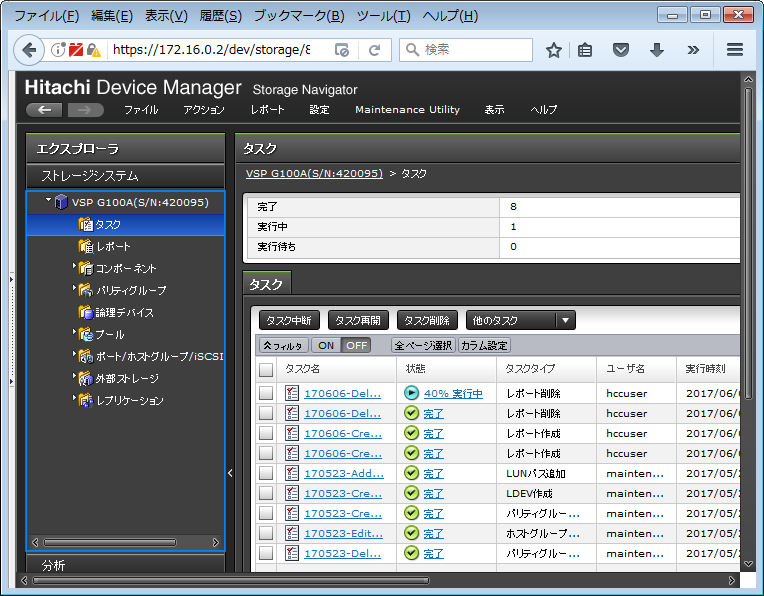 ファイル(F) 編集(E) 表示(V) 履歴(S) ブックマーク(B) ツール(T) ヘルプ(H)
https://172.16.0.2/dev/storage/8 検索
Hitachi Device Manager Storage Navigator
ファイル アクション レポート 設定 Maintenance Utility 表示 ヘルプ
エクスプローラ
ストレージシステム
VSP G100A(S/N:420095)
タスク
レポート
コンポーネント
パリティグループ
論理デバイス
プール
ポート/ホストグループ/iSCSI
外部ストレージ
レプリケーション
分析
タスク
VSP G100A(S/N:420095) > タスク
完了 8
実行中 1
実行待ち 0
タスク
タスク中断 タスク再開 タスク削除 他のタスク
フィルタ ON OFF 全ページ選択 カラム設定
タスク名 状態 タスクタイプ ユーザ名 実行時刻
170606-Del... 40% 実行中 レポート削除 hccuser 2017/06/
170606-Del... 完了 レポート削除 hccuser 2017/06/
170606-Cre... 完了 レポート作成 hccuser 2017/06/
170606-Cre... 完了 レポート作成 hccuser 2017/06/
170523-Add... 完了 LUNパス追加 mainten... 2017/05/2
170523-Cre... 完了 LDEV作成 mainten... 2017/05/2
170523-Cre... 完了 パリティグルー... mainten... 2017/05/2
170523-Edit... 完了 ホストグループ... mainten... 2017/05/2
170523-Del... 完了 パリティグルー... mainten... 2017/05/2